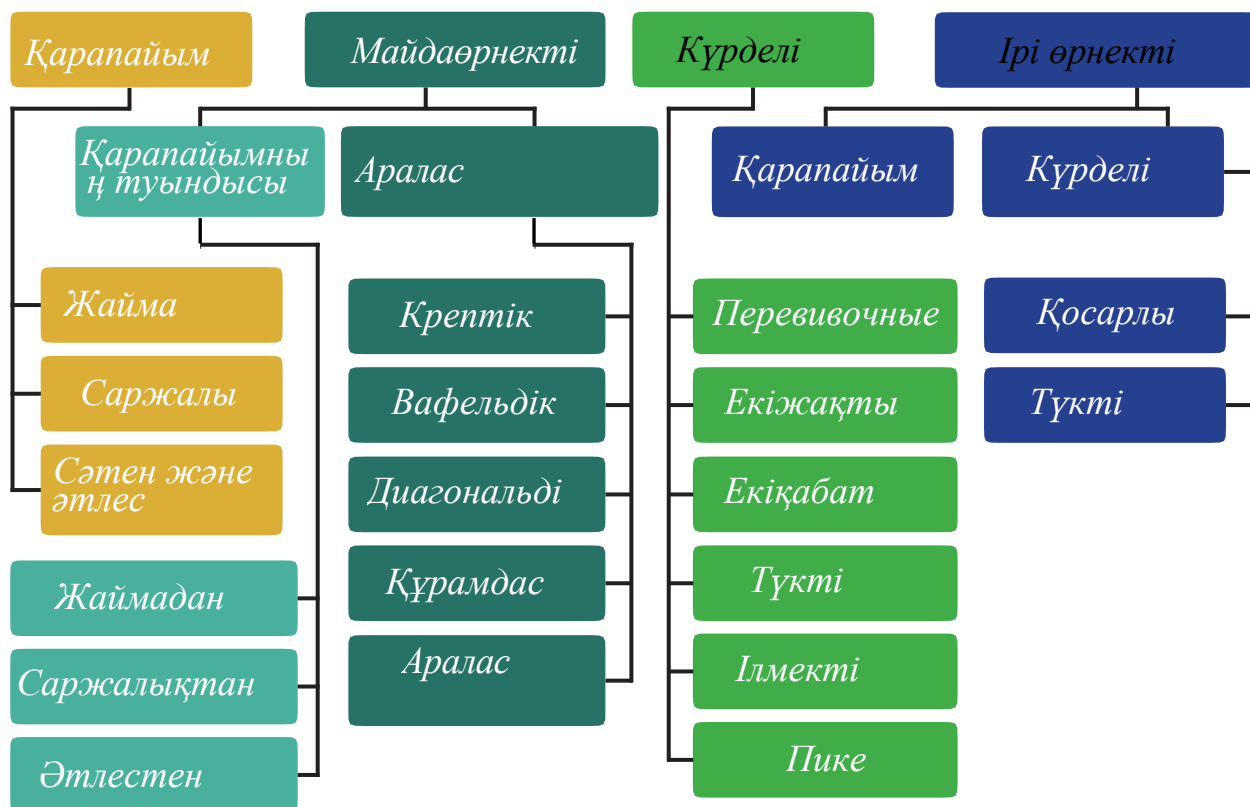 Қарапайым
Майдаөрнекті
Күрделі
Ірі өрнекті
Қарапайымны
ң туындысы
Аралас
Қарапайым
Күрделі
Жайма
Саржалы
Сәтен және
әтлес
Жаймадан
Саржалықтан
Әтлестен
Крептік
Вафельдік
Диагональді
Құрамдас
Аралас
Перевивочные
Екіжақты
Екіқабат
Түкті
Ілмекті
Пике
Қосарлы
Түкті